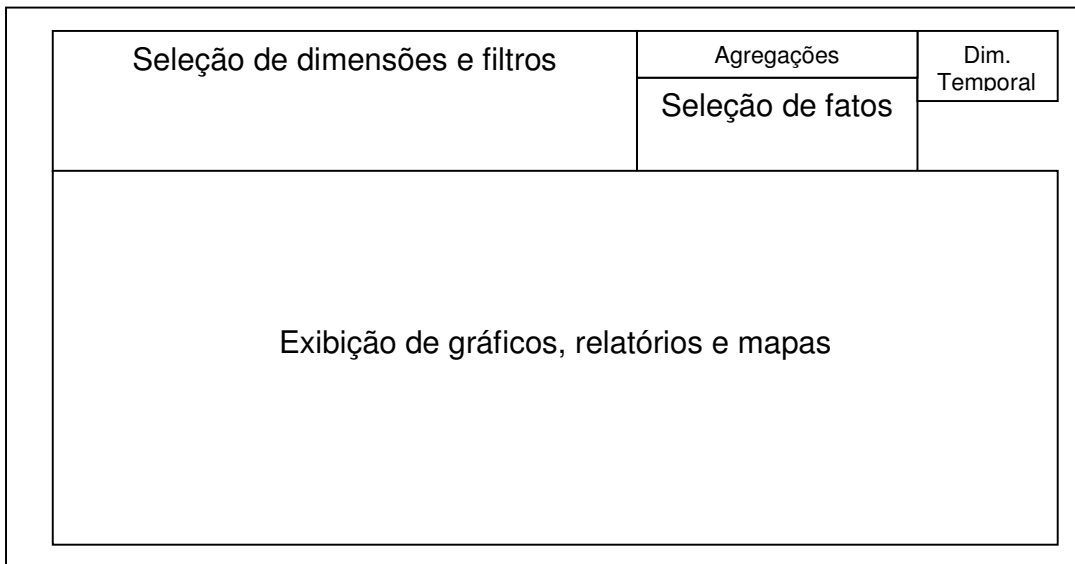 Seleção de dimensões e filtros
Agregações
Seleção de fatos
Dim.
Temporal
Exibição de gráficos, relatórios e mapas